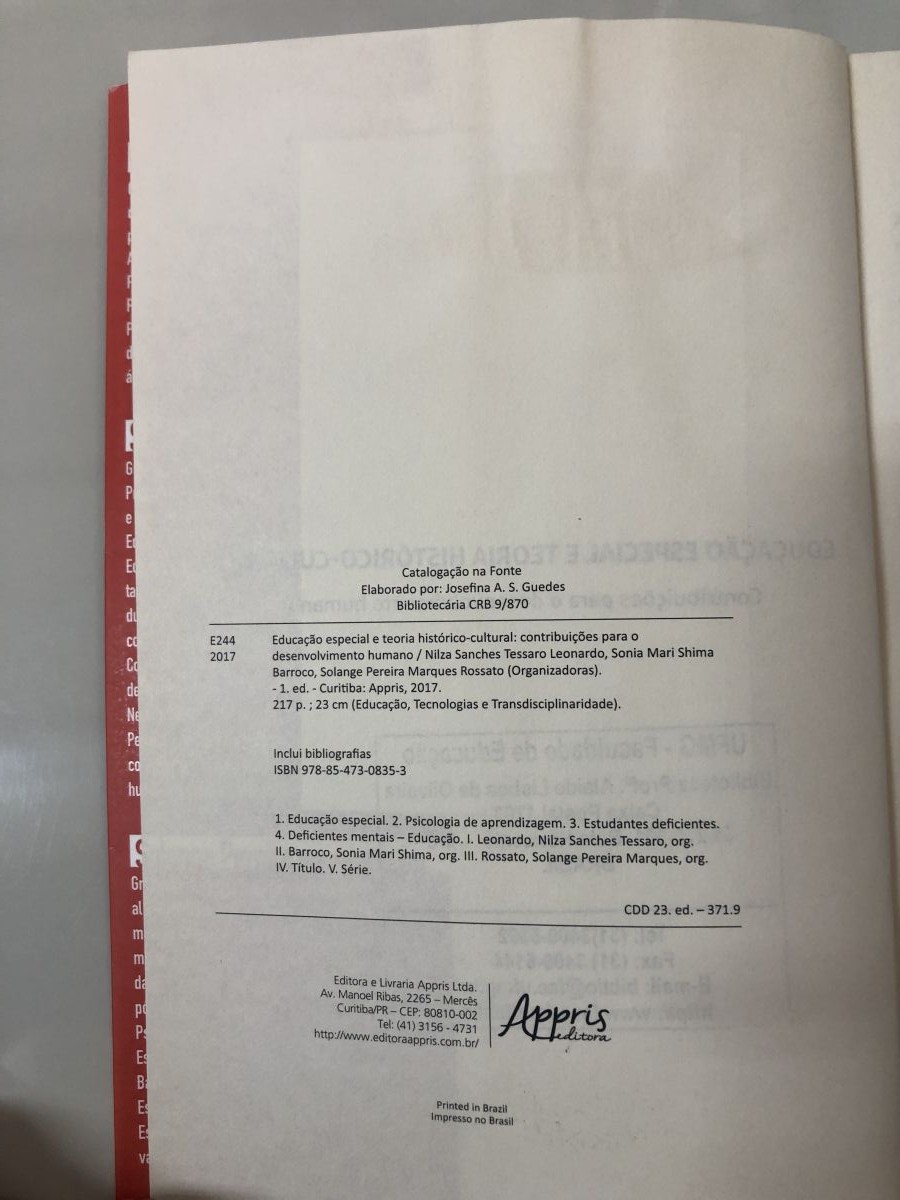 Catalogação na Fonte
Elaborado por: Josefina A. S. Guedes
Bibliotecária CRB 9/870
E244
2017
Educação especial e teoria histórico-cultural: contribuições para o
desenvolvimento humano / Nilza Sanches Tessaro Leonardo, Sonia Mari Shima
Barroco, Solange Pereira Marques Rossato (Organizadoras).
- 1. ed. - Curitiba: Appris, 2017.
217 p. ; 23 cm (Educação, Tecnologias e Transdisciplinaridade).
Inclui bibliografias
ISBN 978-85-473-0835-3
1. Educação especial. 2. Psicologia de aprendizagem. 3. Estudantes deficientes.
4. Deficientes mentais – Educação. I. Leonardo, Nilza Sanches Tessaro, org.
II. Barroco, Sonia Mari Shima, org. III. Rossato, Solange Pereira Marques, org.
IV. Título. V. Série.
CDD 23. ed. – 371.9
Editora e Livraria Appris Ltda.
Av. Manoel Ribas, 2265 – Mercês
Curitiba/PR – CEP: 80810-002
Tel: (41) 3156 - 4731
http://www.editoraappris.com.br/
Appris
editora
Printed in Brazil
Impresso no Brasil